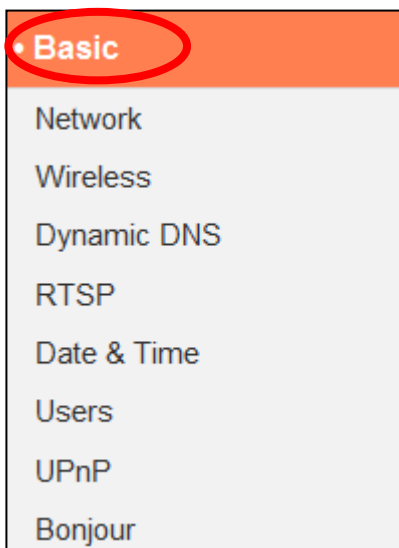 • Basic
Network
Wireless
Dynamic DNS
RTSP
Date & Time
Users
UPnP
Bonjour